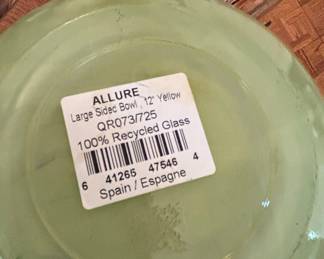 ALLURE
Large Sided Bowl , 12" Yellow
QR073/725
100% Recycled Glass
6 41265 47546 4
Spain / Espagne